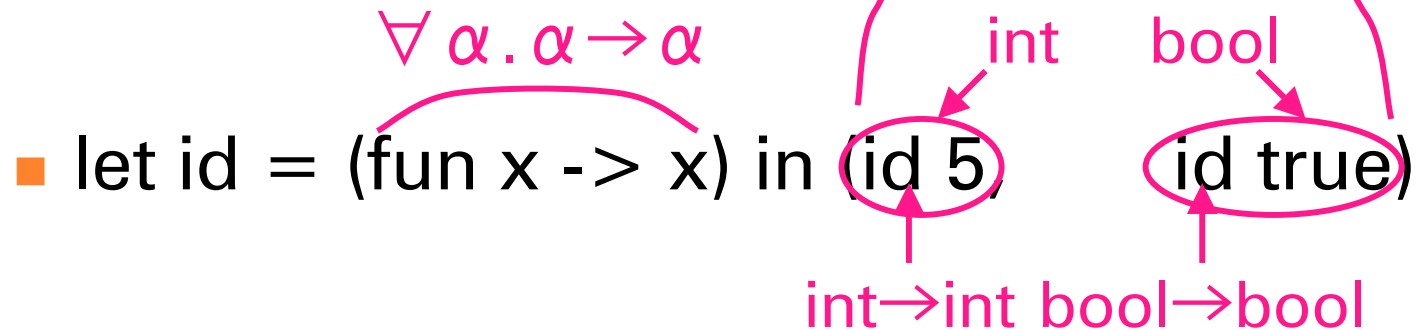 ∀ α . α → α int bool
▪ let id = (fun x -> x) in (id 5, id true)
int→int bool→bool